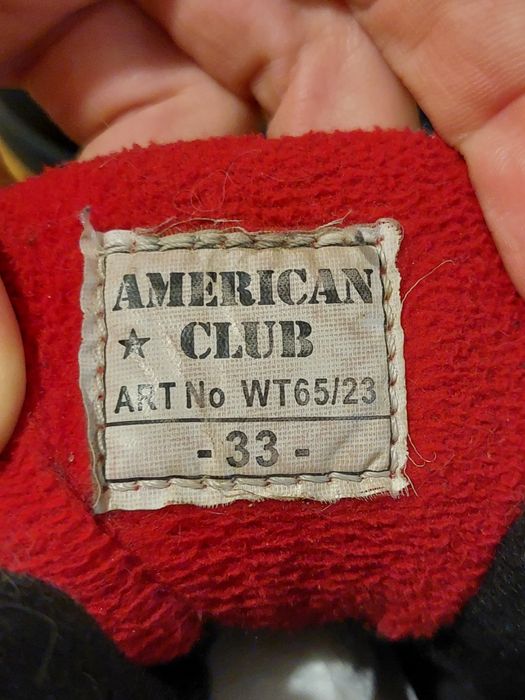 AMERICAN
★ CLUB
ART No WT65/23
- 33 -